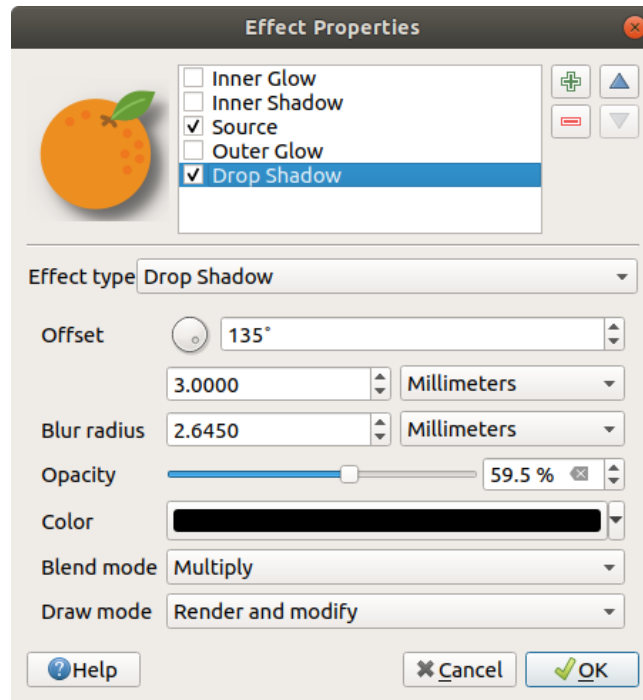 Effect Properties
Inner Glow
Inner Shadow
Source
Outer Glow
Drop Shadow
Effect type Drop Shadow
Offset 135°
3.0000 Millimeters
Blur radius 2.6450 Millimeters
Opacity 59.5 %
Color
Blend mode Multiply
Draw mode Render and modify
Help Cancel OK